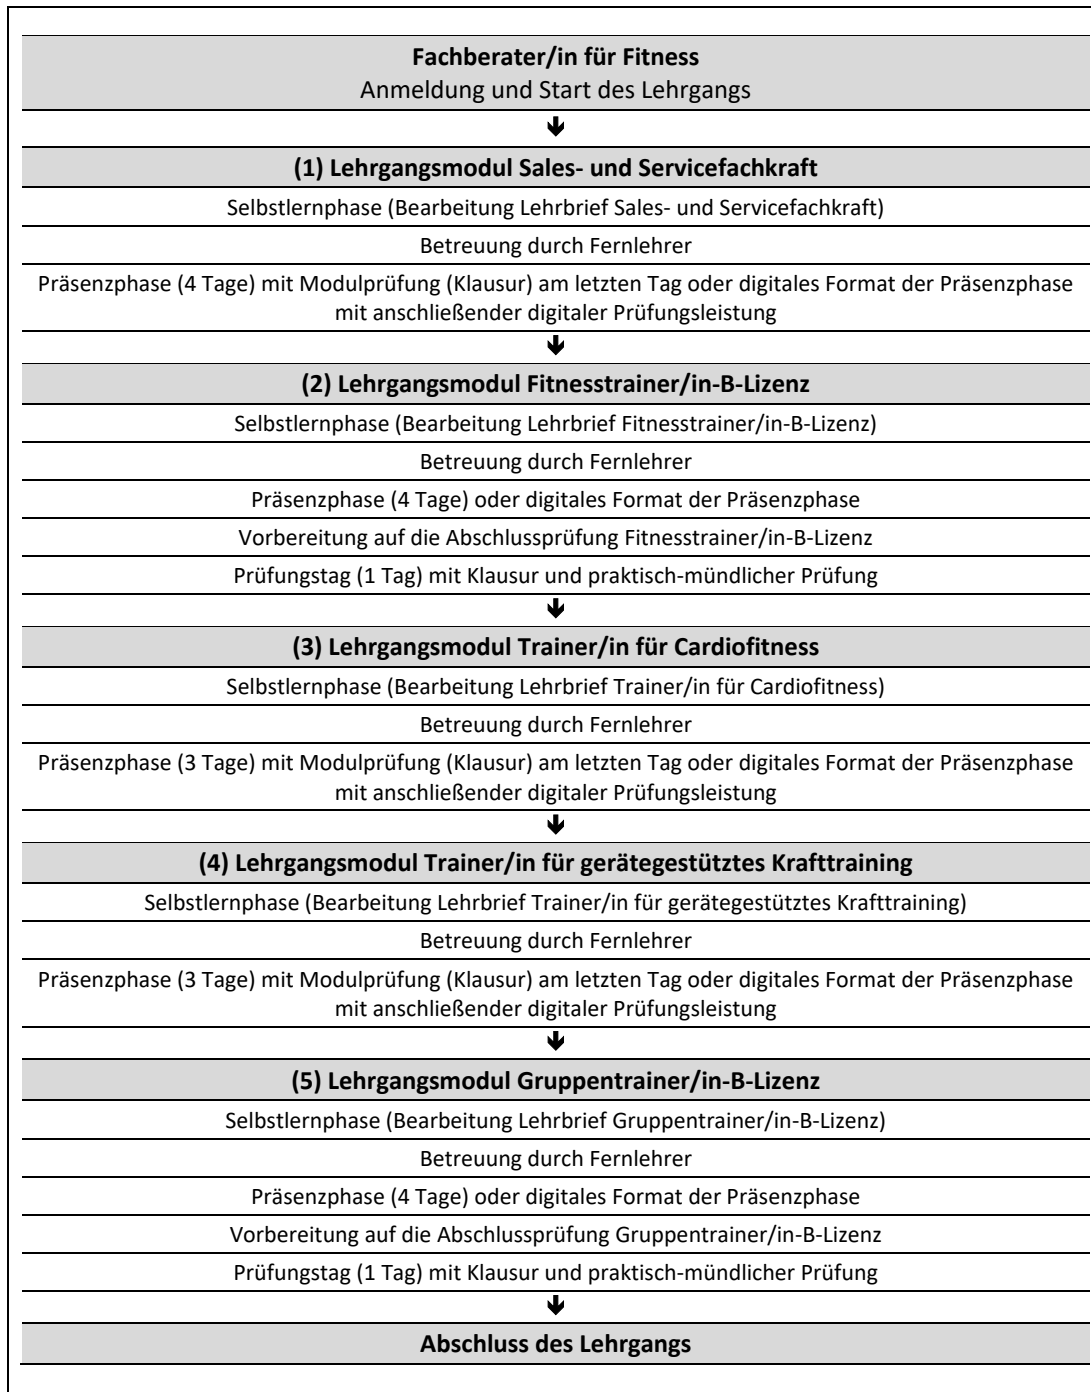 Fachberater/in für Fitness
Anmeldung und Start des Lehrgangs
🡻
(1) Lehrgangsmodul Sales- und Servicefachkraft
Selbstlernphase (Bearbeitung Lehrbrief Sales- und Servicefachkraft)
Betreuung durch Fernlehrer
Präsenzphase (4 Tage) mit Modulprüfung (Klausur) am letzten Tag oder digitales Format der Präsenzphase
mit anschließender digitaler Prüfungsleistung
🡻
(2) Lehrgangsmodul Fitnesstrainer/in-B-Lizenz
Selbstlernphase (Bearbeitung Lehrbrief Fitnesstrainer/in-B-Lizenz)
Betreuung durch Fernlehrer
Präsenzphase (4 Tage) oder digitales Format der Präsenzphase
Vorbereitung auf die Abschlussprüfung Fitnesstrainer/in-B-Lizenz
Prüfungstag (1 Tag) mit Klausur und praktisch-mündlicher Prüfung
🡻
(3) Lehrgangsmodul Trainer/in für Cardiofitness
Selbstlernphase (Bearbeitung Lehrbrief Trainer/in für Cardiofitness)
Betreuung durch Fernlehrer
Präsenzphase (3 Tage) mit Modulprüfung (Klausur) am letzten Tag oder digitales Format der Präsenzphase
mit anschließender digitaler Prüfungsleistung
🡻
(4) Lehrgangsmodul Trainer/in für gerätegestütztes Krafttraining
Selbstlernphase (Bearbeitung Lehrbrief Trainer/in für gerätegestütztes Krafttraining)
Betreuung durch Fernlehrer
Präsenzphase (3 Tage) mit Modulprüfung (Klausur) am letzten Tag oder digitales Format der Präsenzphase
mit anschließender digitaler Prüfungsleistung
🡻
(5) Lehrgangsmodul Gruppentrainer/in-B-Lizenz
Selbstlernphase (Bearbeitung Lehrbrief Gruppentrainer/in-B-Lizenz)
Betreuung durch Fernlehrer
Präsenzphase (4 Tage) oder digitales Format der Präsenzphase
Vorbereitung auf die Abschlussprüfung Gruppentrainer/in-B-Lizenz
Prüfungstag (1 Tag) mit Klausur und praktisch-mündlicher Prüfung
🡻
Abschluss des Lehrgangs